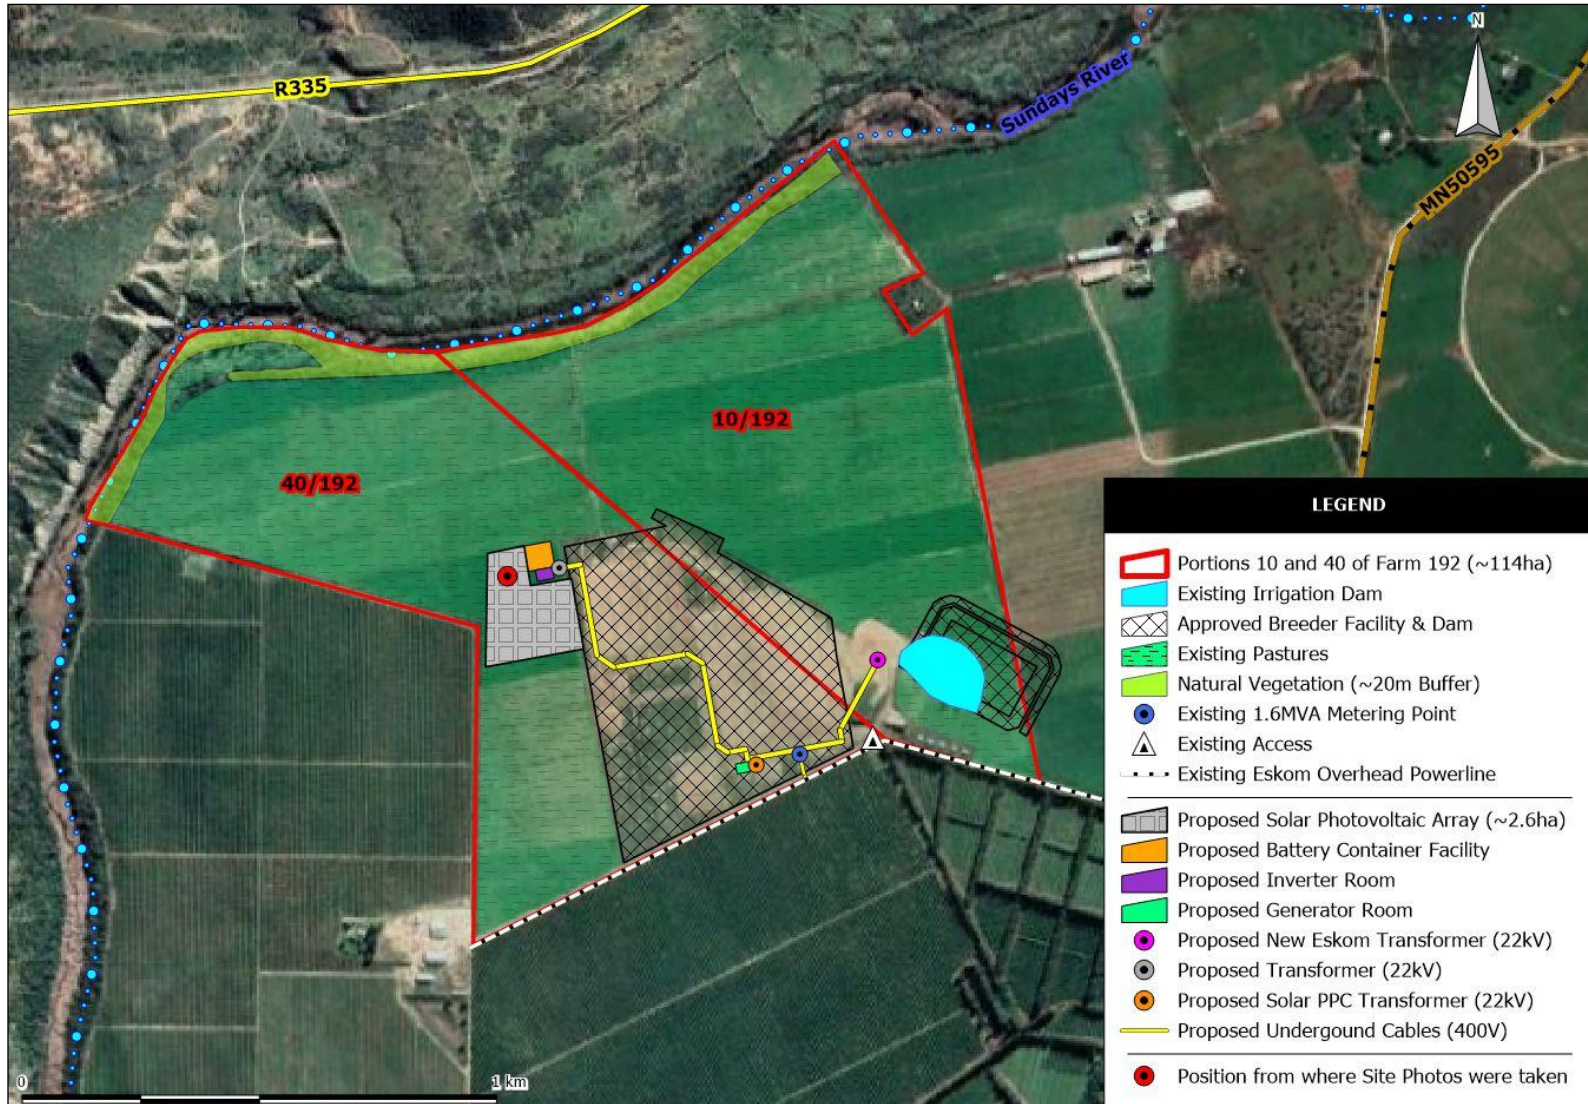 N
R335
Sundays River
MN50595
10/192
40/192
LEGEND
Portions 10 and 40 of Farm 192 (~114ha)
Existing Irrigation Dam
Approved Breeder Facility & Dam
Existing Pastures
Natural Vegetation (~20m Buffer)
Existing 1.6MVA Metering Point
Existing Access
Existing Eskom Overhead Powerline
Proposed Solar Photovoltaic Array (~2.6ha)
Proposed Battery Container Facility
Proposed Inverter Room
Proposed Generator Room
Proposed New Eskom Transformer (22kV)
Proposed Transformer (22kV)
Proposed Solar PPC Transformer (22kV)
Proposed Undergound Cables (400V)
Position from where Site Photos were taken
0 1 km